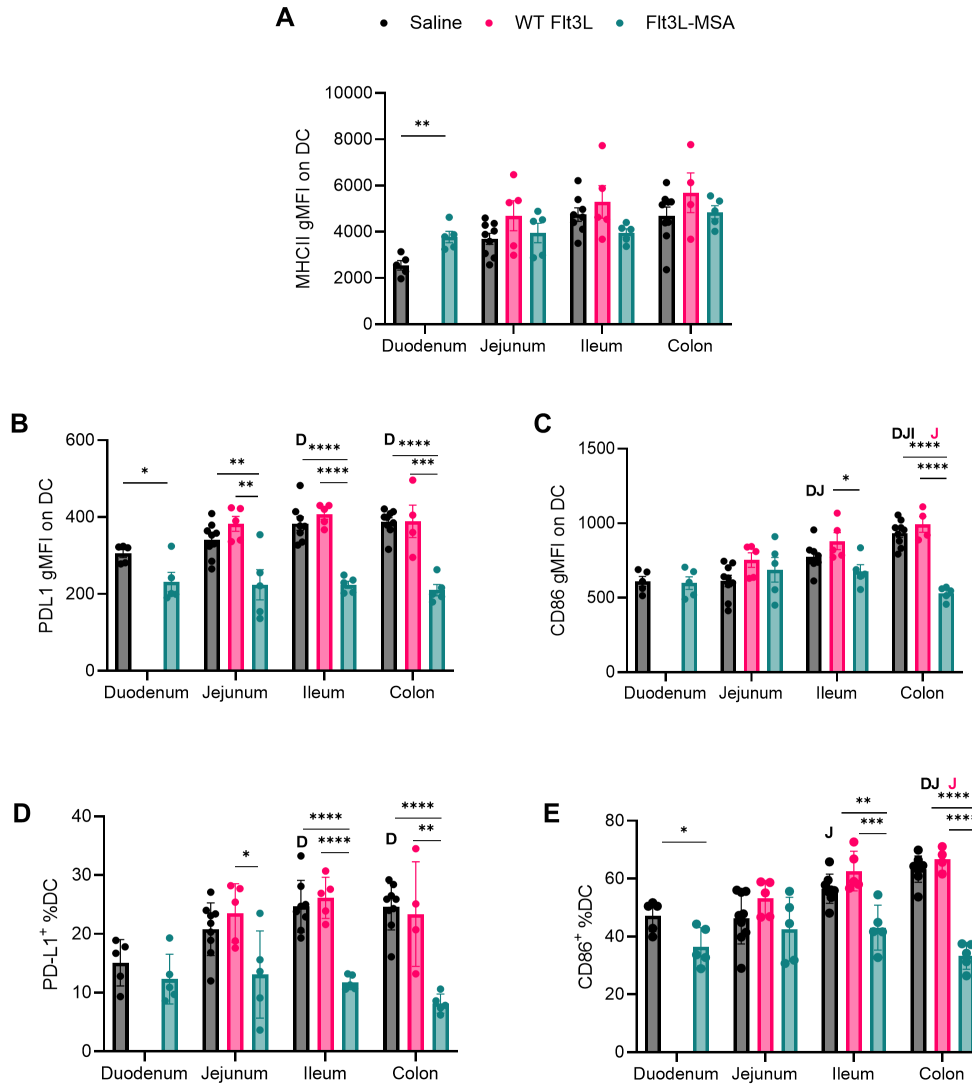 A
Saline WT Flt3L Flt3L-MSA
MHCII gMFI on DC
10000
8000
6000
4000
2000
0
**
Duodenum Jejunum Ileum Colon
B
PDL1 gMFI on DC
600
400
200
0
*
**
**
D ****
****
D ****
***
Duodenum Jejunum Ileum Colon
C
CD86 gMFI on DC
1500
1000
500
0
DJ
*
DJI J
****
****
Duodenum Jejunum Ileum Colon
D
PD-L1+ %DC
40
30
20
10
0
*
****
D ****
****
D **
Duodenum Jejunum Ileum Colon
E
CD86+ %DC
80
60
40
20
0
*
J
**
***
DJ J
****
****
Duodenum Jejunum Ileum Colon